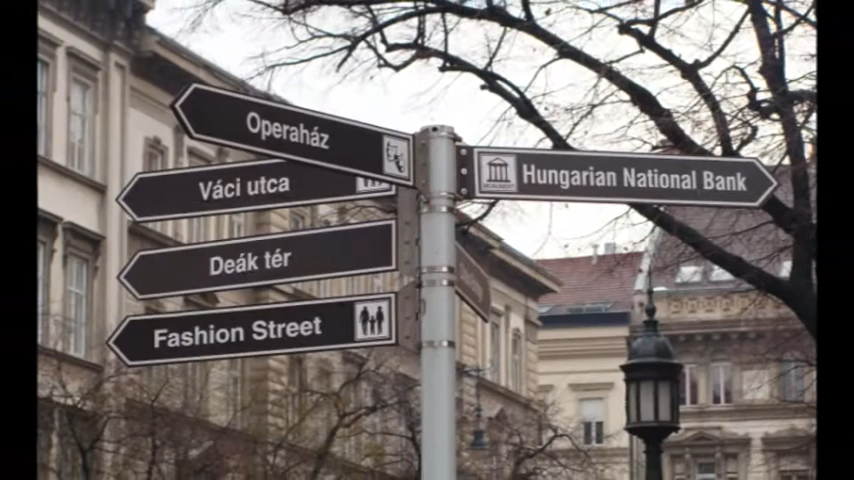 Operaház
Váci utca
Deák tér
Fashion Street
Hungarian National Bank